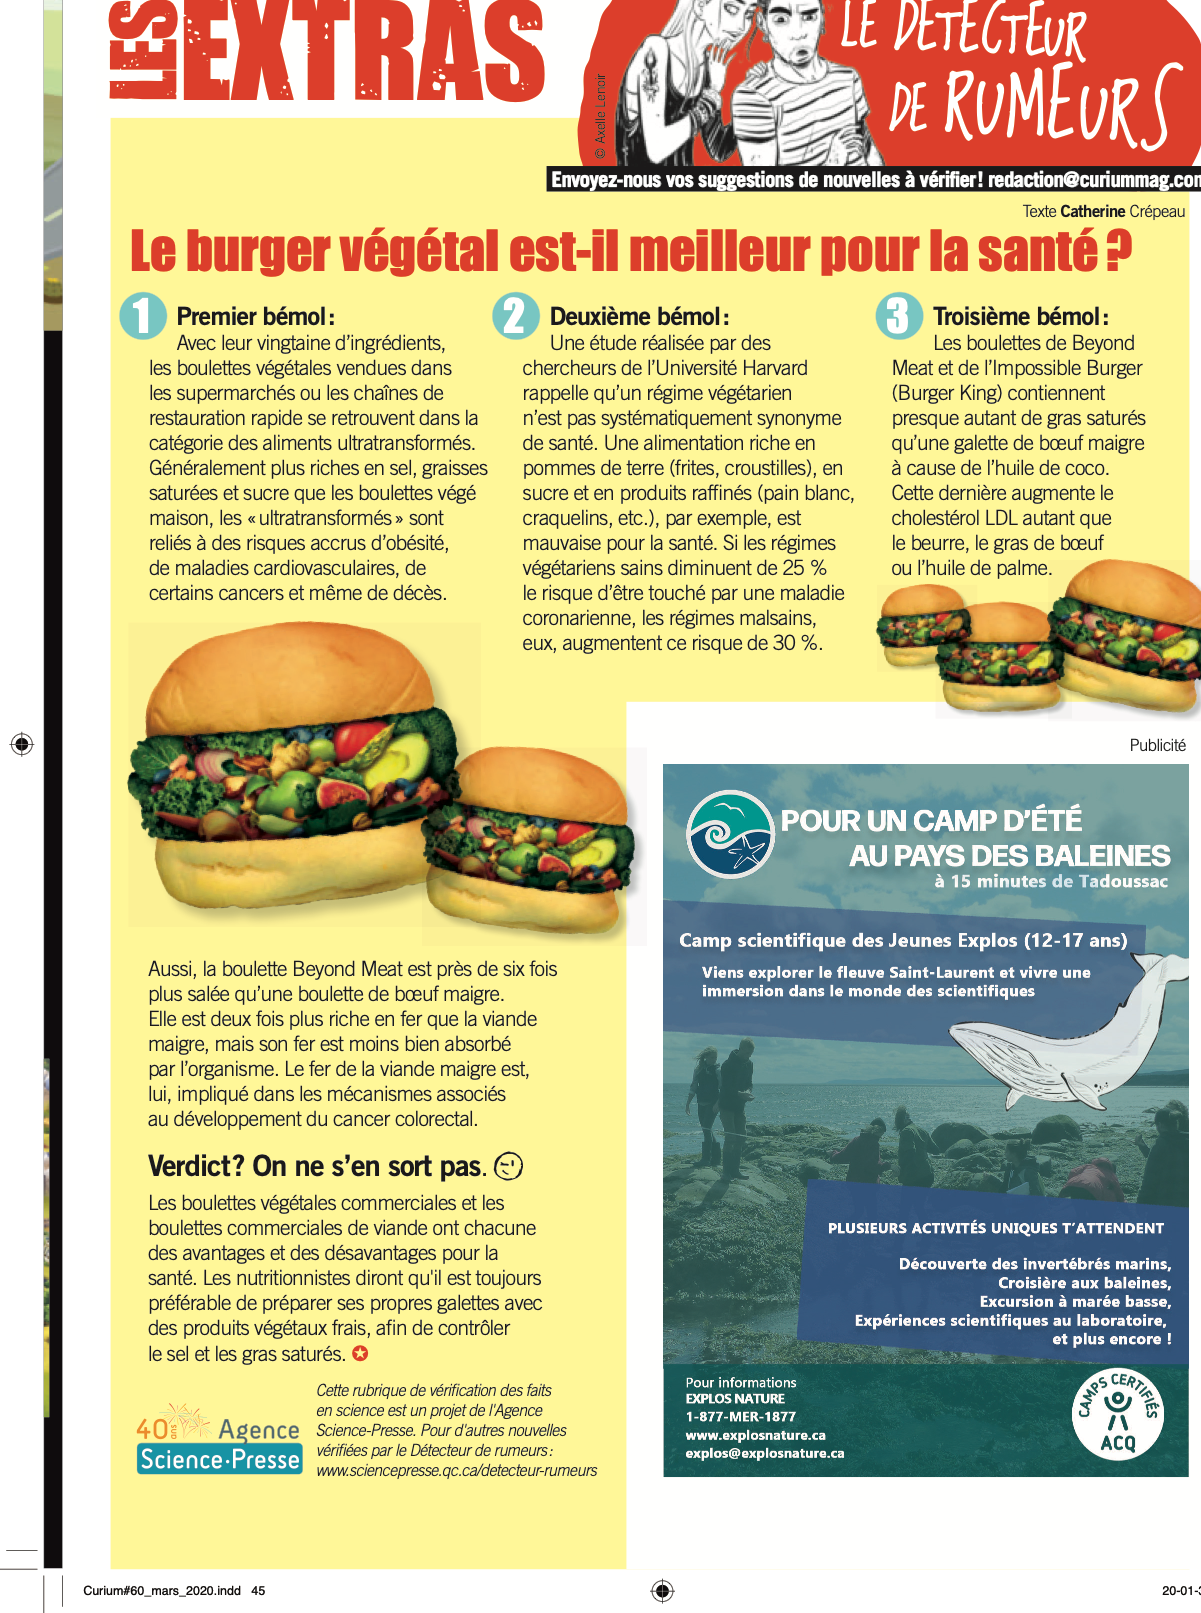 LES EXTRAS
LE DÉTECTEUR
DE RUMEURS
© Axelle Lenoir
Envoyez-nous vos suggestions de nouvelles à vérifier! redaction@curiummag.com
Texte Catherine Crépeau
Le burger végétal est-il meilleur pour la santé ?
1 Premier bémol :
Avec leur vingtaine d’ingrédients,
les boulettes végétales vendues dans
les supermarchés ou les chaînes de
restauration rapide se retrouvent dans la
catégorie des aliments ultratransformés.
Généralement plus riches en sel, graisses
saturées et sucre que les boulettes végé
maison, les « ultratransformés » sont
reliés à des risques accrus d’obésité,
de maladies cardiovasculaires, de
certains cancers et même de décès.
2 Deuxième bémol :
Une étude réalisée par des
chercheurs de l’Université Harvard
rappelle qu’un régime végétarien
n’est pas systématiquement synonyme
de santé. Une alimentation riche en
pommes de terre (frites, croustilles), en
sucre et en produits raffinés (pain blanc,
craquelins, etc.), par exemple, est
mauvaise pour la santé. Si les régimes
végétariens sains diminuent de 25 %
le risque d’être touché par une maladie
coronarienne, les régimes malsains,
eux, augmentent ce risque de 30 %.
3 Troisième bémol :
Les boulettes de Beyond
Meat et de l’Impossible Burger
(Burger King) contiennent
presque autant de gras saturés
qu’une galette de bœuf maigre
à cause de l’huile de coco.
Cette dernière augmente le
cholestérol LDL autant que
le beurre, le gras de bœuf
ou l’huile de palme.
Aussi, la boulette Beyond Meat est près de six fois
plus salée qu’une boulette de bœuf maigre.
Elle est deux fois plus riche en fer que la viande
maigre, mais son fer est moins bien absorbé
par l’organisme. Le fer de la viande maigre est,
lui, impliqué dans les mécanismes associés
au développement du cancer colorectal.
Verdict ? On ne s’en sort pas.
Les boulettes végétales commerciales et les
boulettes commerciales de viande ont chacune
des avantages et des désavantages pour la
santé. Les nutritionnistes diront qu'il est toujours
préférable de préparer ses propres galettes avec
des produits végétaux frais, afin de contrôler
le sel et les gras saturés.
40 ans Agence
Science-Presse
Cette rubrique de vérification des faits
en science est un projet de l'Agence
Science-Presse. Pour d'autres nouvelles
vérifiées par le Détecteur de rumeurs :
www.sciencepresse.qc.ca/detecteur-rumeurs
Publicité
POUR UN CAMP D’ÉTÉ
AU PAYS DES BALEINES
à 15 minutes de Tadoussac
Camp scientifique des Jeunes Explos (12-17 ans)
Viens explorer le fleuve Saint-Laurent et vivre une
immersion dans le monde des scientifiques
PLUSIEURS ACTIVITÉS UNIQUES T’ATTENDENT
Découverte des invertébrés marins,
Croisière aux baleines,
Excursion à marée basse,
Expériences scientifiques au laboratoire,
et plus encore !
Pour informations
EXPLOS NATURE
1-877-MER-1877
www.explosnature.ca
explos@explosnature.ca
CAMPS CERTIFIÉS
ACQ
Curium#60_mars_2020.indd 45
20-01-3